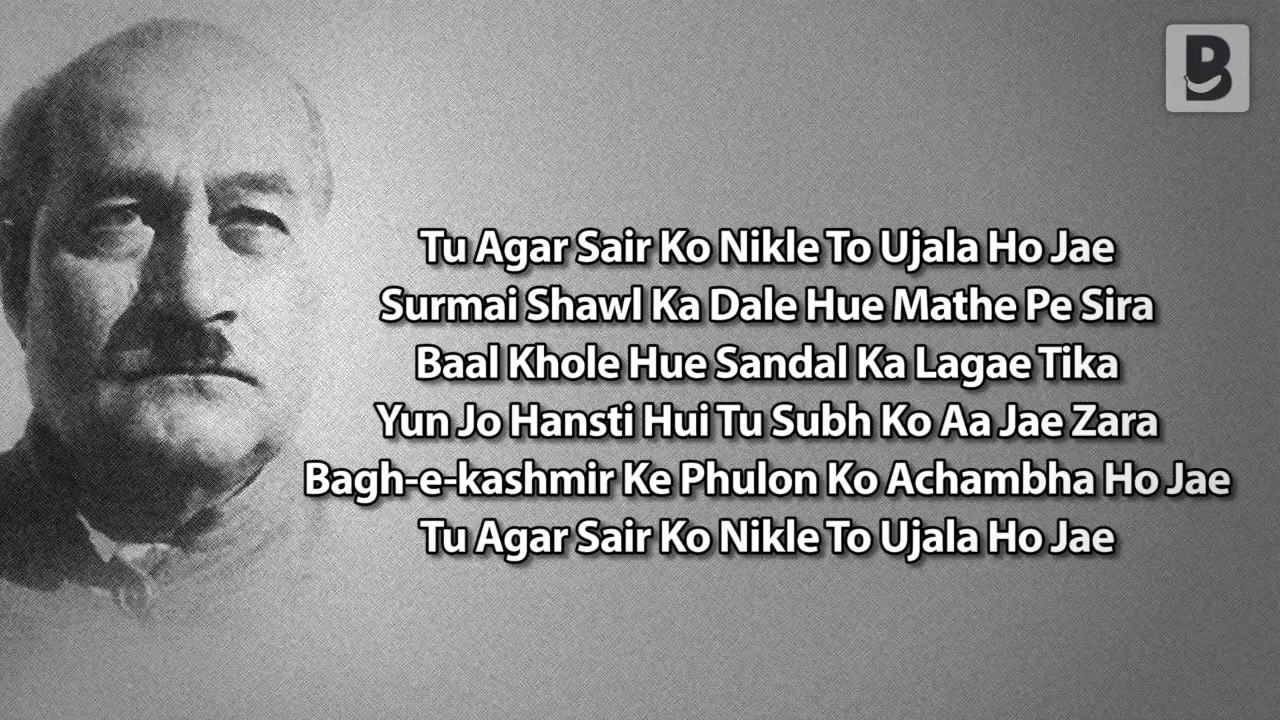 B
Tu Agar Sair Ko Nikle To Ujala Ho Jae
Surmai Shawl Ka Dale Hue Mathe Pe Sira
Baal Khole Hue Sandal Ka Lagae Tika
Yun Jo Hansti Hui Tu Subh Ko Aa Jae Zara
Bagh-e-kashmir Ke Phulon Ko Achambha Ho Jae
Tu Agar Sair Ko Nikle To Ujala Ho Jae